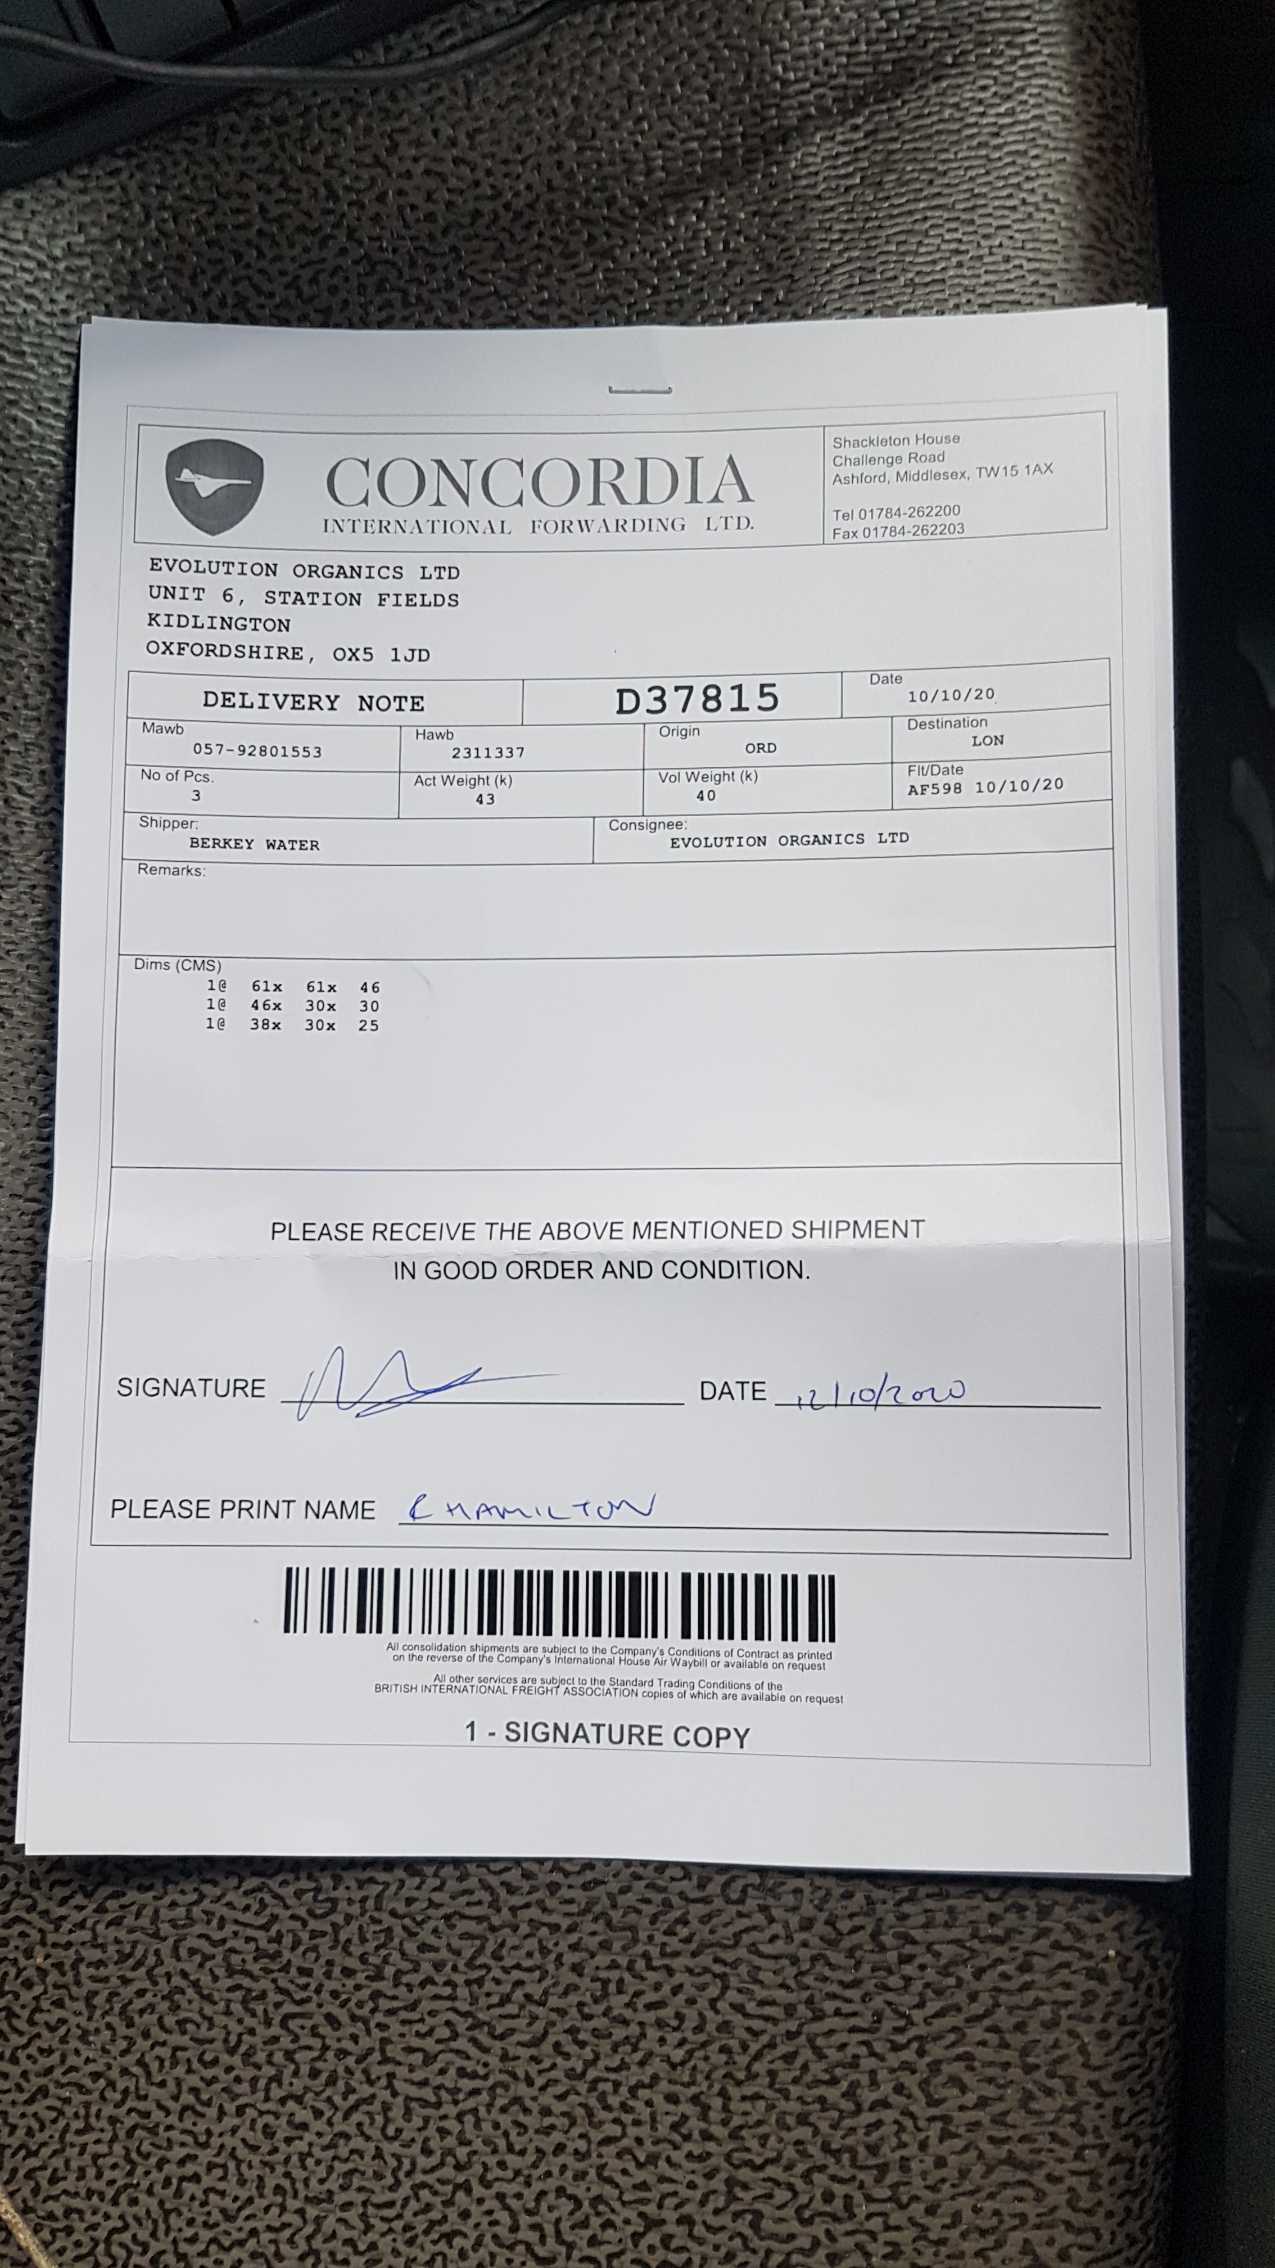 CONCORDIA
INTERNATIONAL FORWARDING LTD.
Shackleton House
Challenge Road
Ashford, Middlesex, TW15 1AX
Tel 01784-262200
Fax 01784-262203
EVOLUTION ORGANICS LTD
UNIT 6, STATION FIELDS
KIDLINGTON
OXFORDSHIRE, OX5 1JD
DELIVERY NOTE D37815 Date 10/10/20
Mawb Hawb Origin Destination
057-92801553 2311337 ORD LON
No of Pcs. Act Weight (k) Vol Weight (k) Flt/Date
3 43 40 AF598 10/10/20
Shipper: Consignee:
BERKEY WATER EVOLUTION ORGANICS LTD
Remarks:
Dims (CMS)
1@ 61x 61x 46
1@ 46x 30x 30
1@ 38x 30x 25
PLEASE RECEIVE THE ABOVE MENTIONED SHIPMENT
IN GOOD ORDER AND CONDITION.
SIGNATURE DATE 12/10/2020
PLEASE PRINT NAME HAMILTON
All consolidation shipments are subject to the Company's Conditions of Contract as printed
on the reverse of the Company's International House Air Waybill or available on request
All other services are subject to the Standard Trading Conditions of the
BRITISH INTERNATIONAL FREIGHT ASSOCIATION copies of which are available on request
1 - SIGNATURE COPY